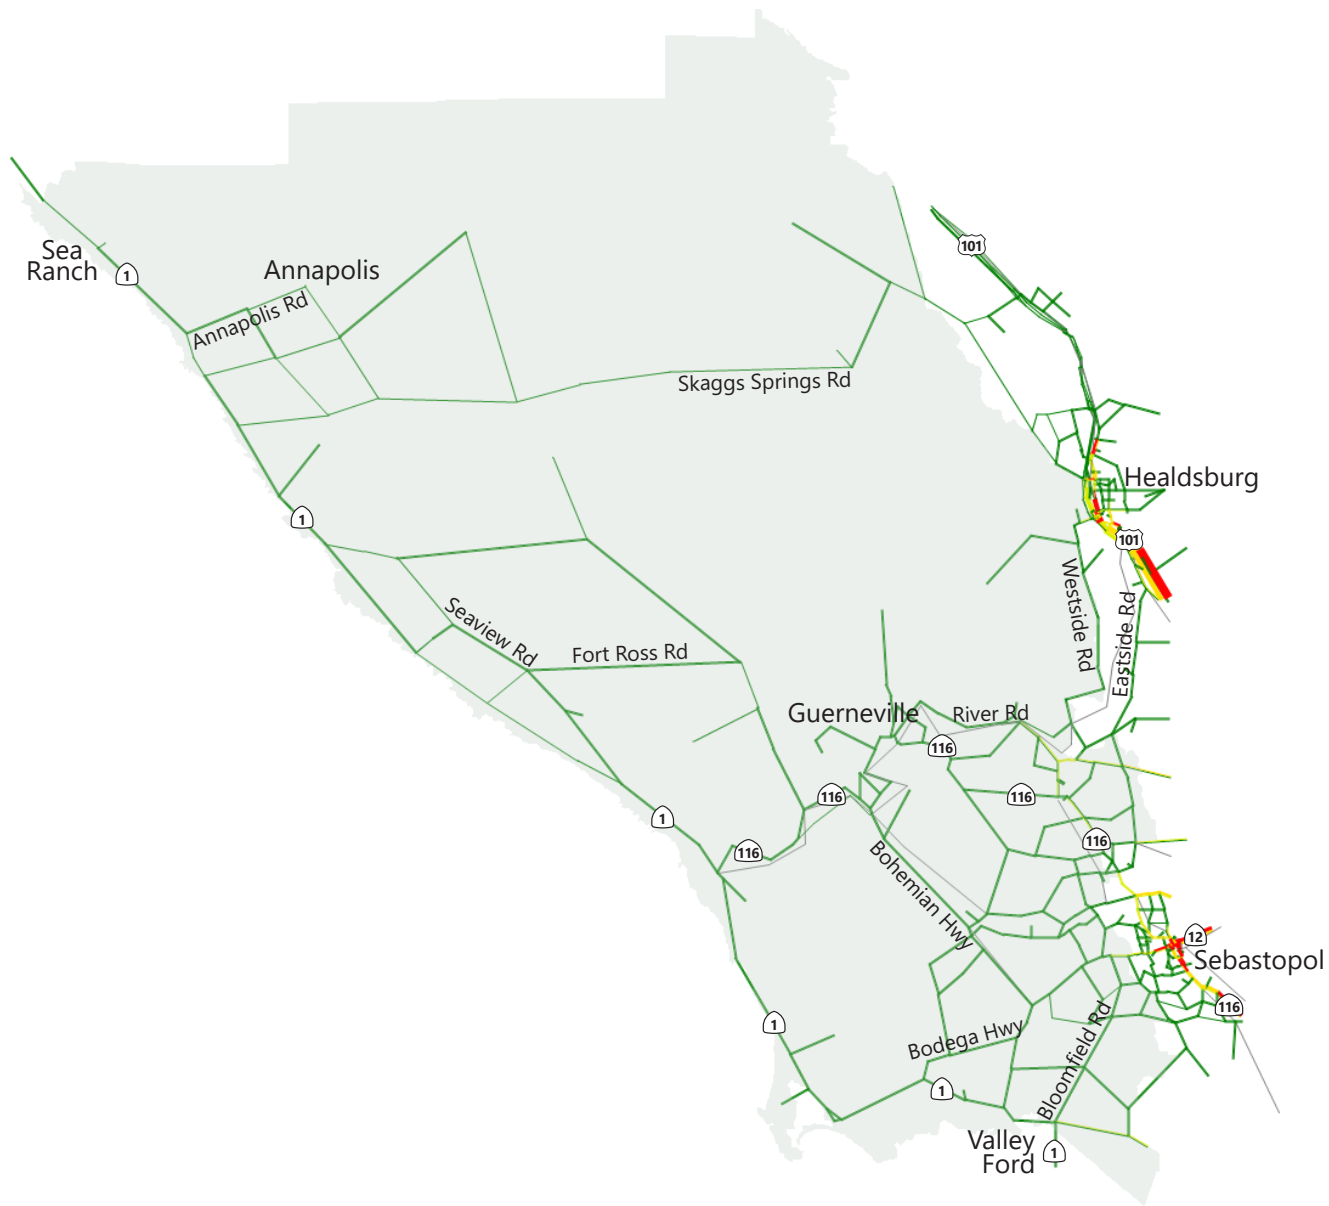 101
Sea
Ranch
1
Annapolis
Annapolis Rd
Skaggs Springs Rd
Healdsburg
1
101
Westside Rd
Eastside Rd
Seaview Rd
Fort Ross Rd
Guerneville
River Rd
116
116
116
1
116
116
Bohemian Hwy
12
Sebastopol
116
1
Bodega Hwy
Bloomfield Rd
1
Valley
Ford
1